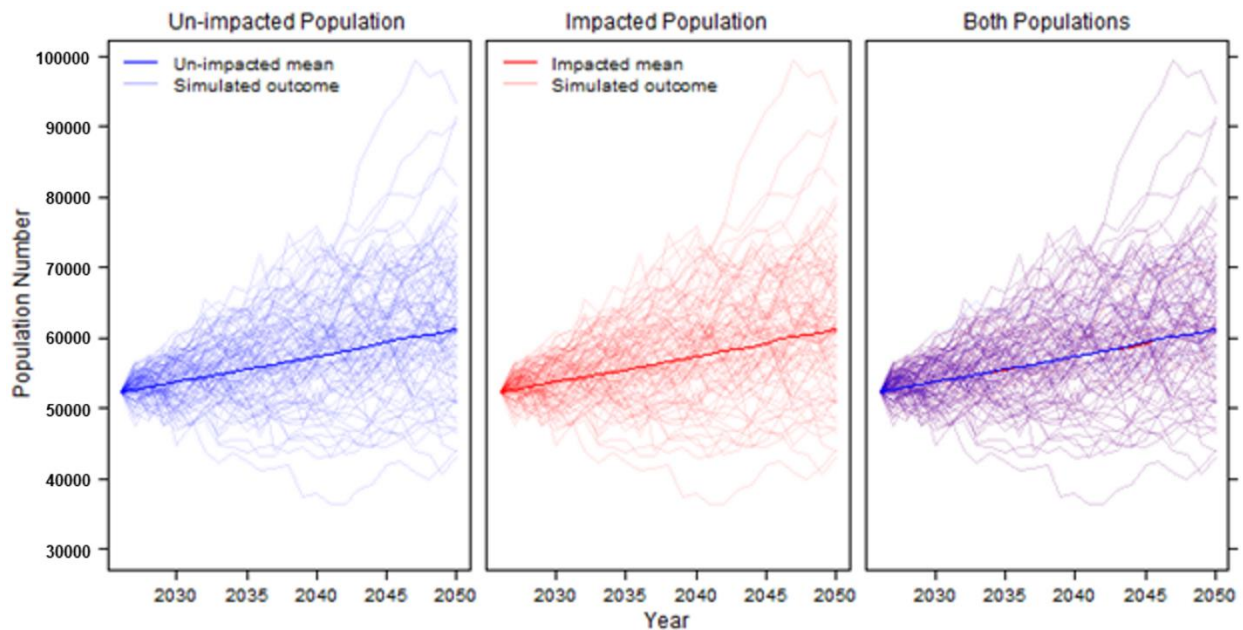 Un-impacted Population
Impacted Population
Both Populations
Un-impacted mean
Simulated outcome
Impacted mean
Simulated outcome
100000
90000
80000
70000
60000
50000
40000
30000
Population Number
2030 2035 2040 2045 2050
2030 2035 2040 2045 2050
2030 2035 2040 2045 2050
Year